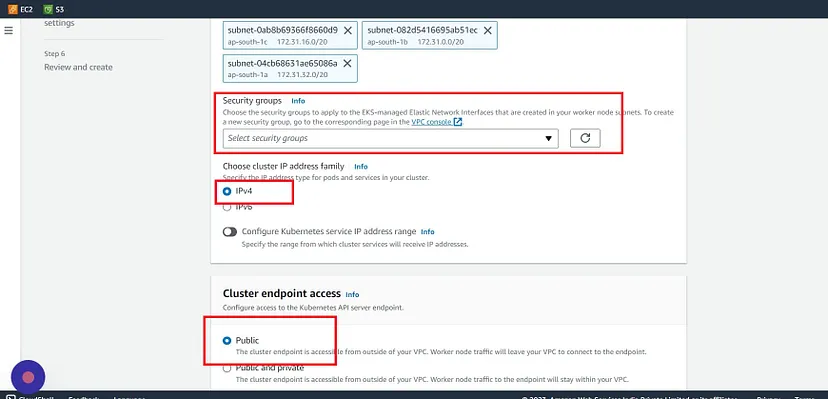 EC2 S3
settings
Step 6
Review and create
subnet-0ab8b69366f8660d9 subnet-082d5416695ab51ec
ap-south-1c 172.31.16.0/20 ap-south-1b 172.31.0.0/20
subnet-04cb68631ae65086a
ap-south-1a 172.31.32.0/20
Security groups Info
Choose the security groups to apply to the EKS-managed Elastic Network Interfaces that are created in your worker node subnets. To create
a new security group, go to the corresponding page in the VPC console
Select security groups
Choose cluster IP address family Info
Specify the IP address type for pods and services in your cluster.
IPv4
IPv6
Configure Kubernetes service IP address range Info
Specify the range from which cluster services will receive IP addresses.
Cluster endpoint access Info
Configure access to the Kubernetes API server endpoint.
Public
The cluster endpoint is accessible from outside of your VPC. Worker node traffic will leave your VPC to connect to the endpoint.
Public and private
The cluster endpoint is accessible from outside of your VPC. Worker node traffic to the endpoint will stay within your VPC.
CloudShell Feedback Language © 2023, Amazon Web Services India Private Limited or its affiliates. Privacy Terms